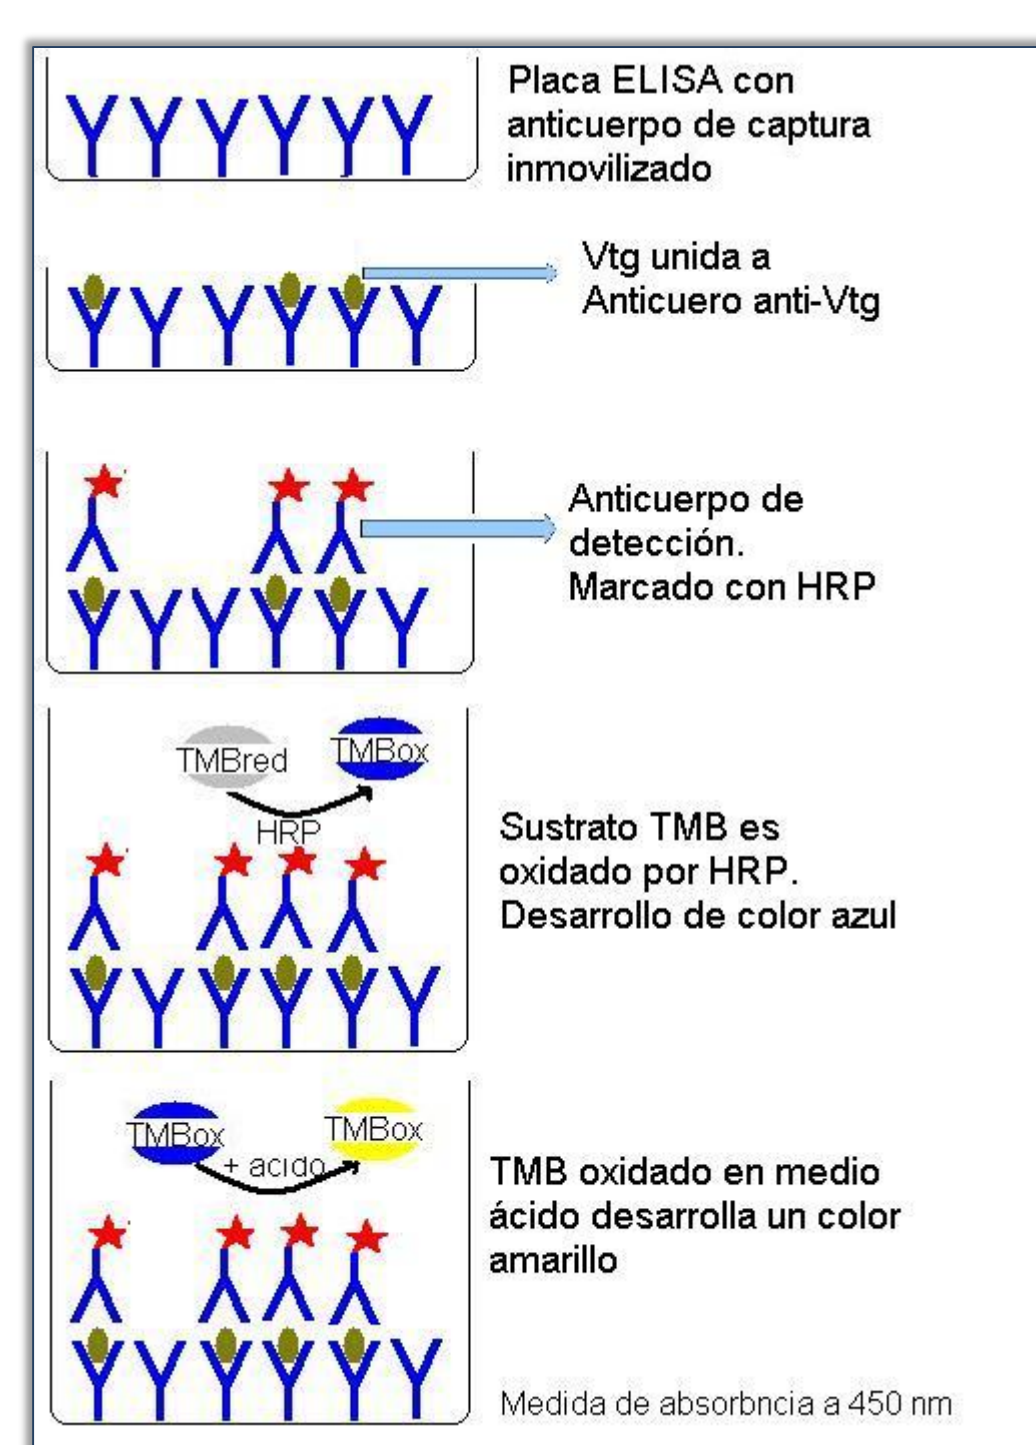 Placa ELISA con
anticuerpo de captura
inmovilizado
Vtg unida a
Anticuero anti-Vtg
Anticuerpo de
detección.
Marcado con HRP
TMBred
TMBox
HRP
Sustrato TMB es
oxidado por HRP.
Desarrollo de color azul
TMBox
TMBox
+ acido
TMB oxidado en medio
ácido desarrolla un color
amarillo
Medida de absorbncia a 450 nm